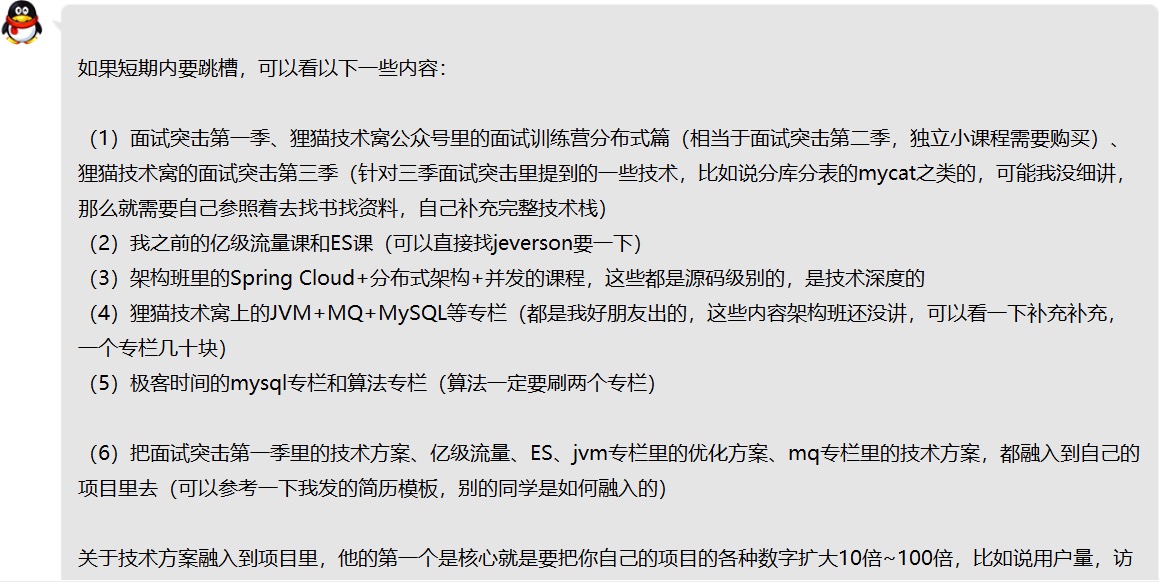 如果短期内要跳槽，可以看以下一些内容：
（1）面试突击第一季、狸猫技术窝公众号里的面试训练营分布式篇（相当于面试突击第二季，独立小课程需要购买）、
狸猫技术窝的面试突击第三季（针对三季面试突击里提到的一些技术，比如说分库分表的mycat之类的，可能我没细讲，
那么就需要自己参照着去找书找资料，自己补充完整技术栈）
（2）我之前的亿级流量课和ES课（可以直接找jeverson要一下）
（3）架构班里的Spring Cloud+分布式架构+并发的课程，这些都是源码级别的，是技术深度的
（4）狸猫技术窝上的JVM+MQ+MySQL等专栏（都是我好朋友出的，这些内容架构班还没讲，可以看一下补充补充，
一个专栏几十块）
（5）极客时间的mysql专栏和算法专栏（算法一定要刷两个专栏）
（6）把面试突击第一季里的技术方案、亿级流量、ES、jvm专栏里的优化方案、mq专栏里的技术方案，都融入到自己的
项目里去（可以参考一下我发的简历模板，别的同学是如何融入的）
关于技术方案融入到项目里，他的第一个是核心就是要把你自己的项目的各种数字扩大10倍~100倍，比如说用户量，访